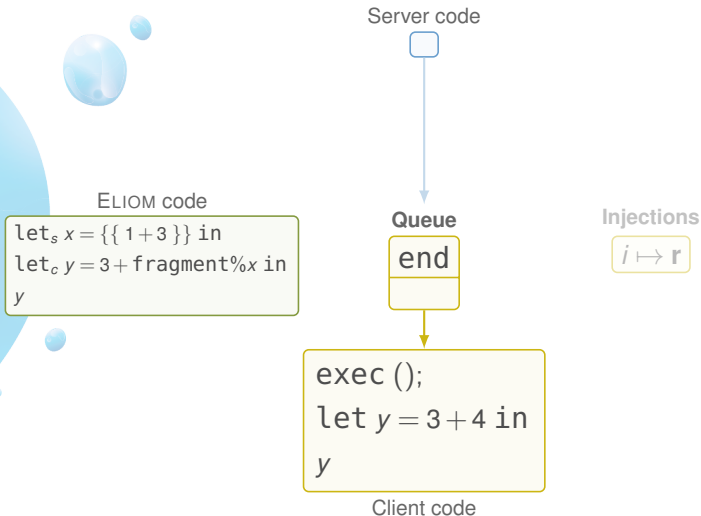 Server code
ELIOM code
letₛ x = {{ 1+3 }} in
let꜀ y = 3+fragment%x in
y
Queue
end
Injections
i ↦ r
exec ();
let y = 3+4 in
y
Client code